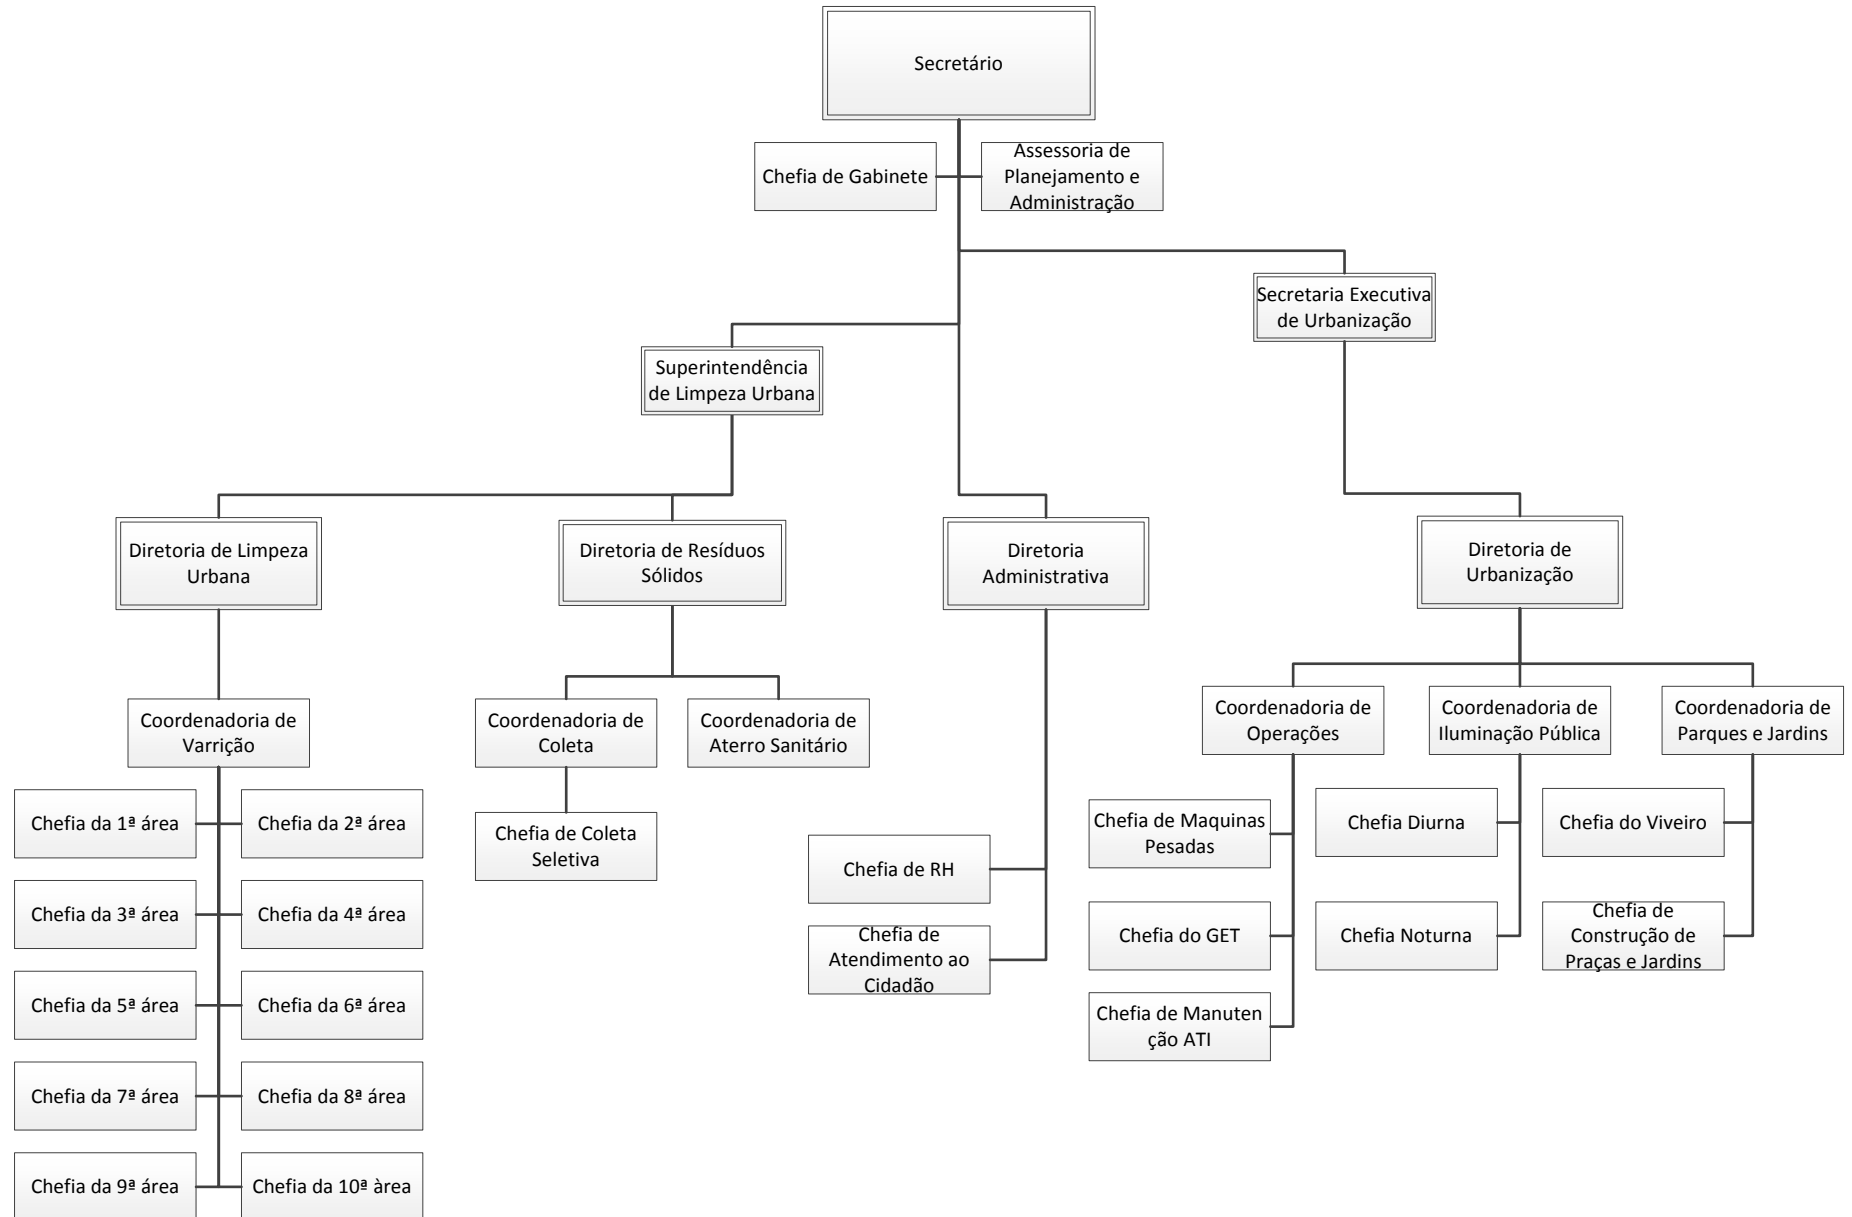 Secretário
Chefia de Gabinete
Assessoria de
Planejamento e
Administração
Secretaria Executiva
de Urbanização
Superintendência
de Limpeza Urbana
Diretoria de Limpeza
Urbana
Diretoria de Resíduos
Sólidos
Diretoria
Administrativa
Diretoria de
Urbanização
Coordenadoria de
Varrição
Coordenadoria de
Coleta
Coordenadoria de
Aterro Sanitário
Coordenadoria de
Operações
Coordenadoria de
Iluminação Pública
Coordenadoria de
Parques e Jardins
Chefia da 1ª área
Chefia da 2ª área
Chefia de Coleta
Seletiva
Chefia de RH
Chefia de Maquinas
Pesadas
Chefia Diurna
Chefia do Viveiro
Chefia da 3ª área
Chefia da 4ª área
Chefia de
Atendimento ao
Cidadão
Chefia do GET
Chefia Noturna
Chefia de
Construção de
Praças e Jardins
Chefia da 5ª área
Chefia da 6ª área
Chefia de Manuten
ção ATI
Chefia da 7ª área
Chefia da 8ª área
Chefia da 9ª área
Chefia da 10ª àrea